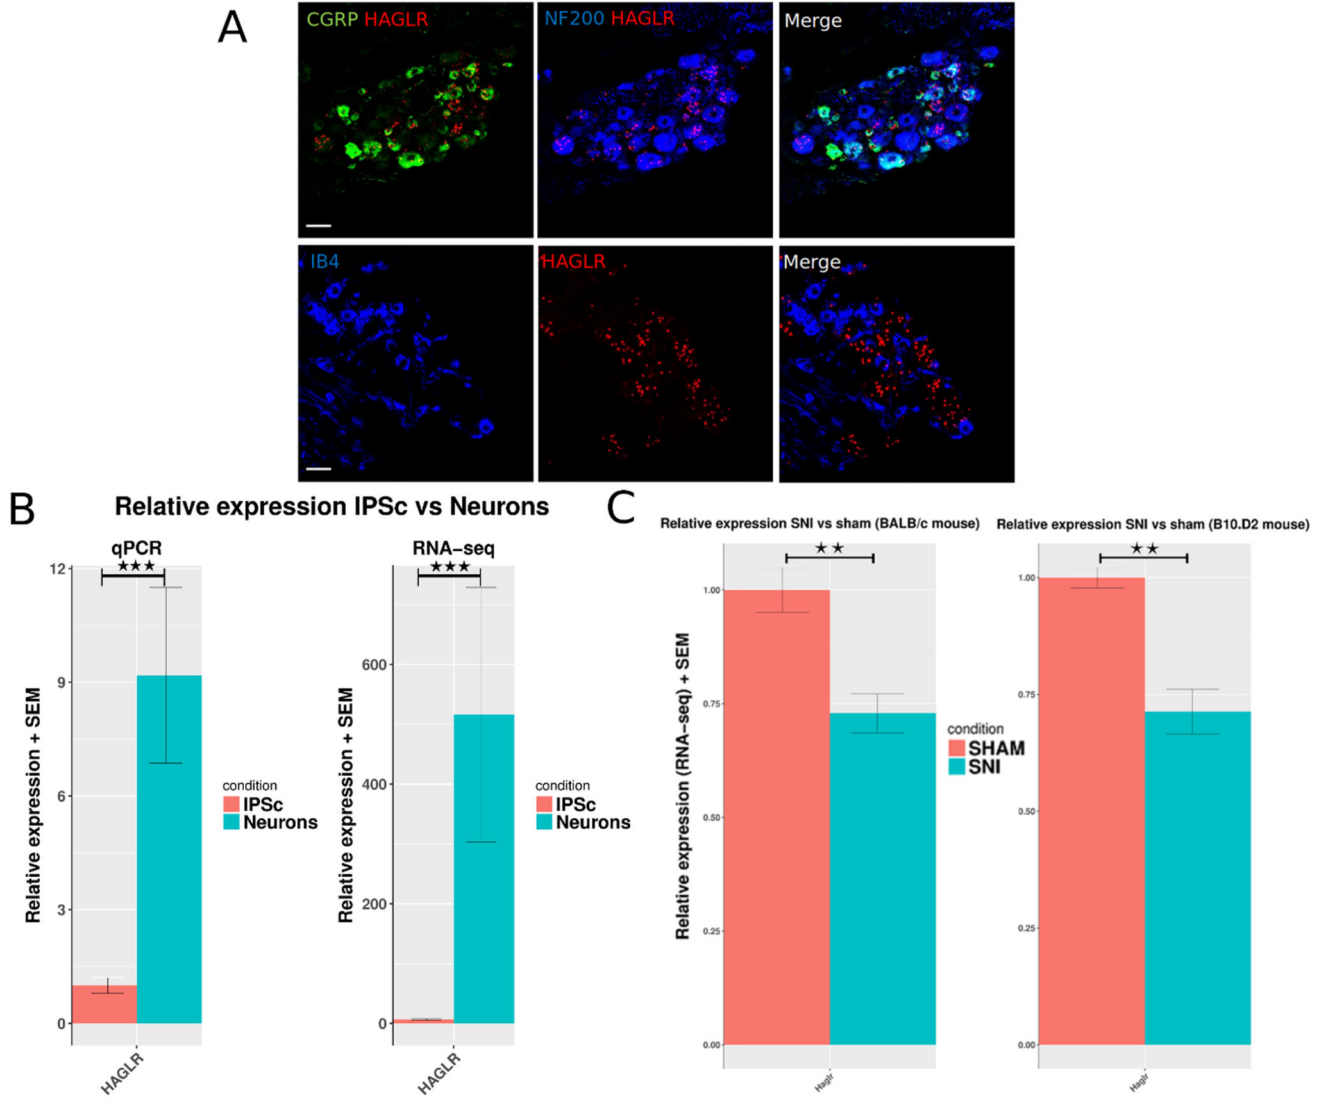 A
CGRP HAGLR
NF200 HAGLR
Merge
IB4
HAGLR
Merge
B
Relative expression IPSc vs Neurons
qPCR
★★★
12
9
6
3
0
Relative expression + SEM
HAGLR
condition
IPSc
Neurons
RNA–seq
★★★
600
400
200
0
Relative expression + SEM
HAGLR
condition
IPSc
Neurons
C
Relative expression SNI vs sham (BALB/c mouse)
★★
1.00
0.75
0.50
0.25
0.00
Relative expression (RNA–seq) + SEM
Haglr
condition
SHAM
SNI
Relative expression SNI vs sham (B10.D2 mouse)
★★
1.00
0.75
0.50
0.25
0.00
Haglr